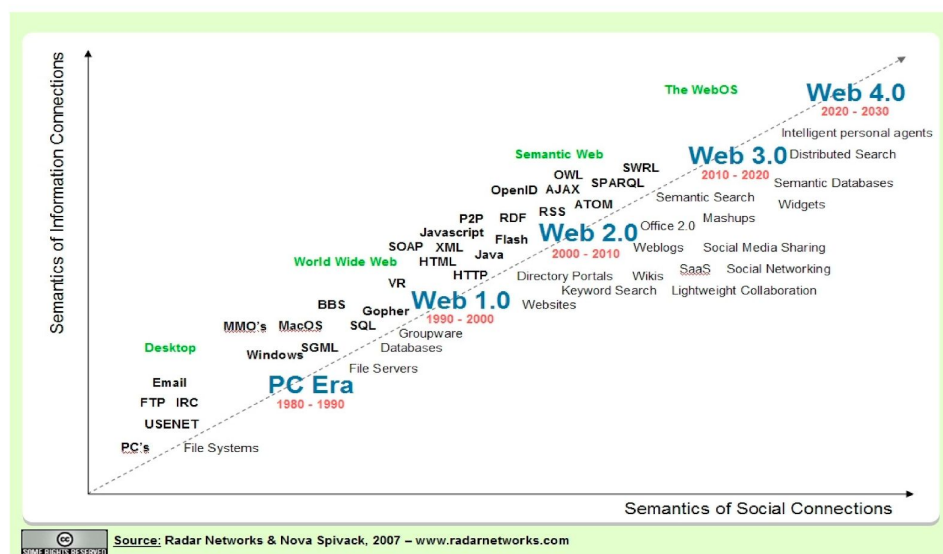 Semantics of Information Connections
The WebOS
Web 4.0
2020 - 2030
Intelligent personal agents
Semantic Web
Web 3.0
2010 - 2020
Distributed Search
SWRL
OWL
SPARQL
OpenID AJAX
Semantic Databases
Semantic Search
Widgets
ATOM
RSS
Mashups
P2P RDF
Office 2.0
Javascript
Flash
Web 2.0
2000 - 2010
SOAP XML
Java
Weblogs
Social Media Sharing
World Wide Web
HTML
HTTP
Directory Portals
Wikis
SaaS
Social Networking
VR
Keyword Search
Lightweight Collaboration
Web 1.0
1990 - 2000
Websites
BBS
Gopher
MMO's
MacOS
SQL
Groupware
Desktop
Windows
SGML
Databases
File Servers
Email
PC Era
1980 - 1990
FTP IRC
USENET
PC's
File Systems
Semantics of Social Connections
cc
SOME RIGHTS RESERVED
Source: Radar Networks & Nova Spivack, 2007 – www.radarnetworks.com